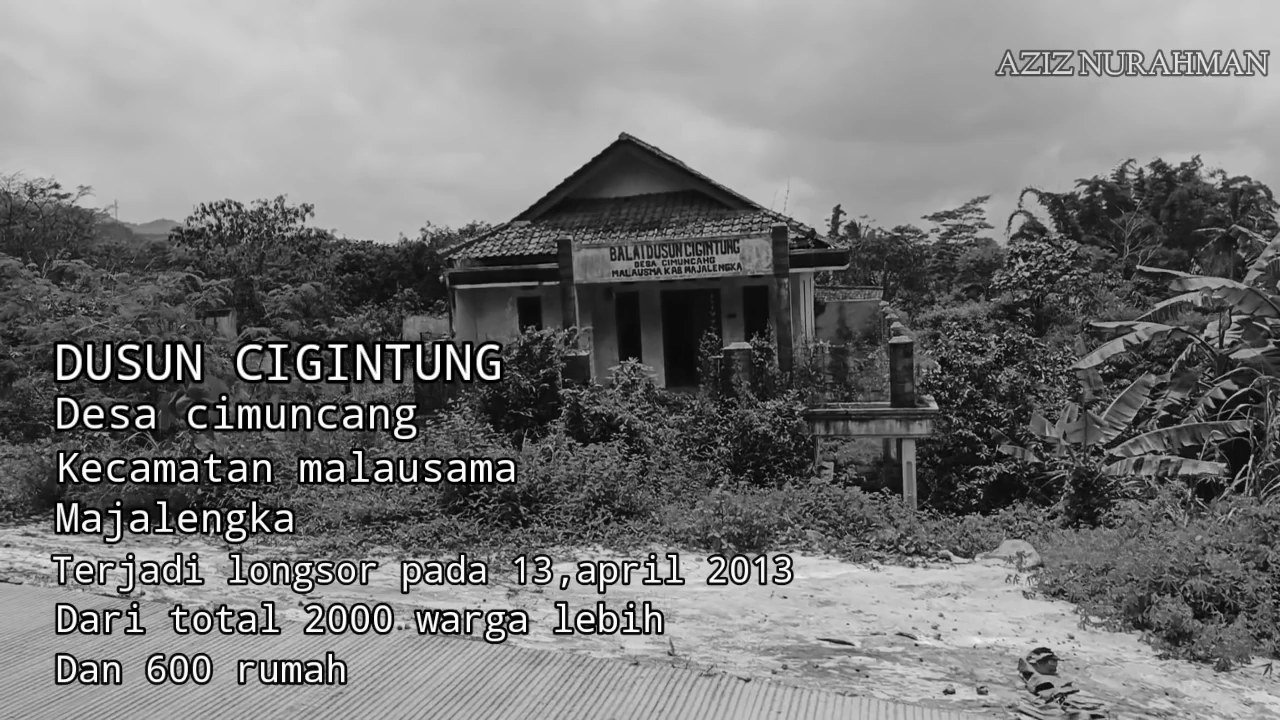 AZIZ NURAHMAN
BALAI DUSUN CIGINTUNG
DESA CIMUNCANG
MALAUSMA KAB MAJALENGKA
DUSUN CIGINTUNG
Desa cimuncang
Kecamatan malausama
Majalengka
Terjadi longsor pada 13,april 2013
Dari total 2000 warga lebih
Dan 600 rumah